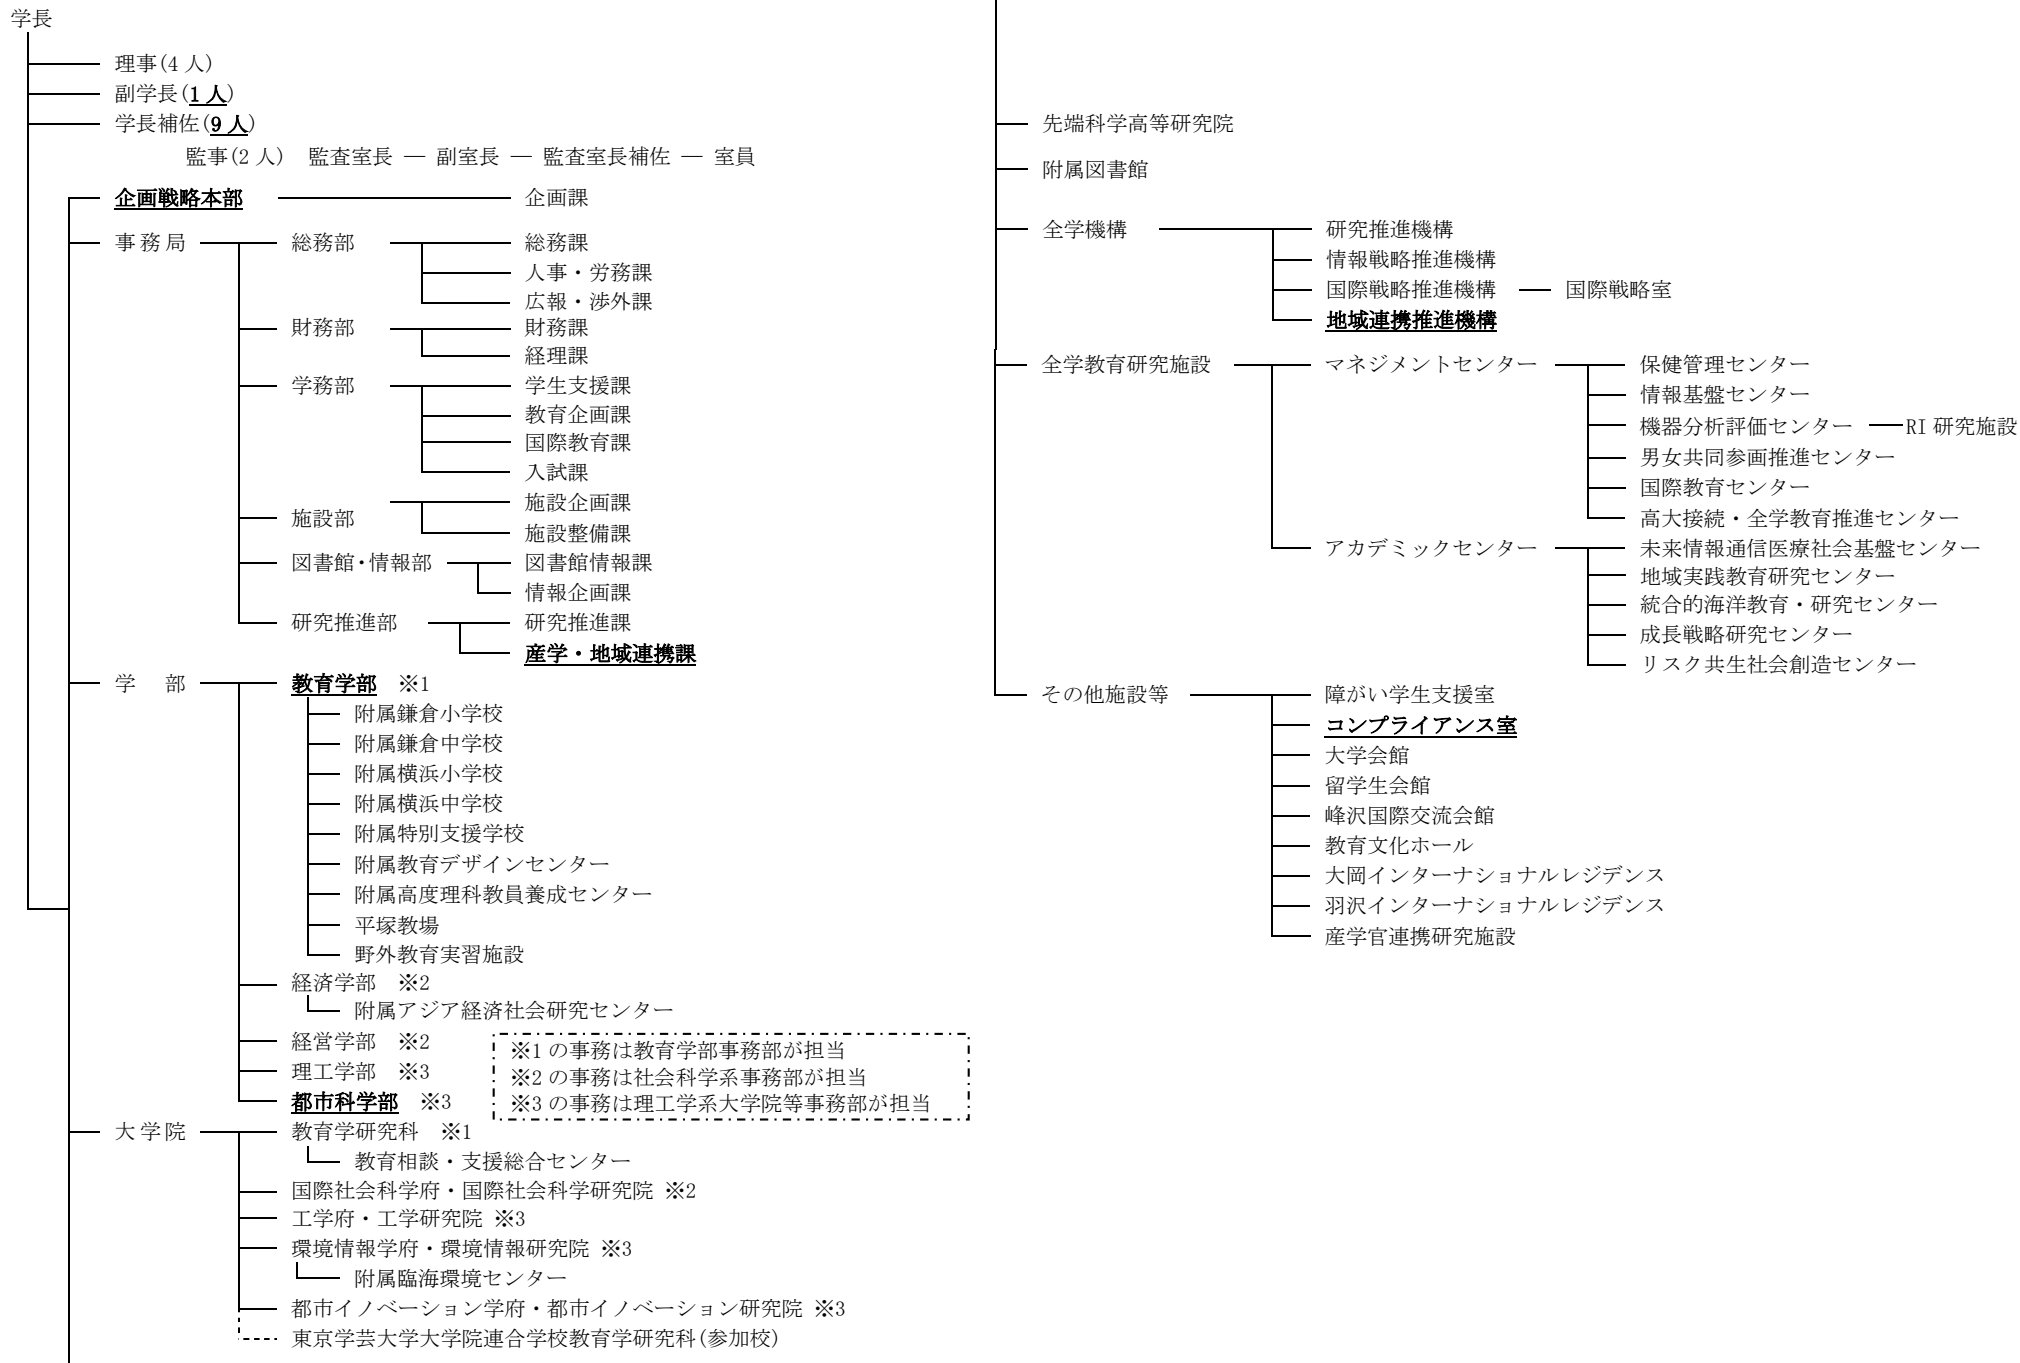 学長
理事(4 人)
副学長(1 人)
学長補佐(9 人)
監事(2 人) 監査室長 ― 副室長 ― 監査室長補佐 ― 室員
企画戦略本部 企画課
事務局 総務部 総務課
人事・労務課
広報・渉外課
財務部 財務課
経理課
学務部 学生支援課
教育企画課
国際教育課
入試課
施設部 施設企画課
施設整備課
図書館・情報部 図書館情報課
情報企画課
研究推進部 研究推進課
産学・地域連携課
学 部 教育学部 ※1
附属鎌倉小学校
附属鎌倉中学校
附属横浜小学校
附属横浜中学校
附属特別支援学校
附属教育デザインセンター
附属高度理科教員養成センター
平塚教場
野外教育実習施設
経済学部 ※2
附属アジア経済社会研究センター
経営学部 ※2
理工学部 ※3
都市科学部 ※3
※1 の事務は教育学部事務部が担当
※2 の事務は社会科学系事務部が担当
※3 の事務は理工学系大学院等事務部が担当
大学院 教育学研究科 ※1
教育相談・支援総合センター
国際社会科学府・国際社会科学研究院 ※2
工学府・工学研究院 ※3
環境情報学府・環境情報研究院 ※3
附属臨海環境センター
都市イノベーション学府・都市イノベーション研究院 ※3
東京学芸大学大学院連合学校教育学研究科(参加校)
先端科学高等研究院
附属図書館
全学機構 研究推進機構
情報戦略推進機構
国際戦略推進機構 国際戦略室
地域連携推進機構
全学教育研究施設 マネジメントセンター 保健管理センター
情報基盤センター
機器分析評価センター RI 研究施設
男女共同参画推進センター
国際教育センター
高大接続・全学教育推進センター
アカデミックセンター 未来情報通信医療社会基盤センター
地域実践教育研究センター
統合的海洋教育・研究センター
成長戦略研究センター
リスク共生社会創造センター
その他施設等 障がい学生支援室
コンプライアンス室
大学会館
留学生会館
峰沢国際交流会館
教育文化ホール
大岡インターナショナルレジデンス
羽沢インターナショナルレジデンス
産学官連携研究施設